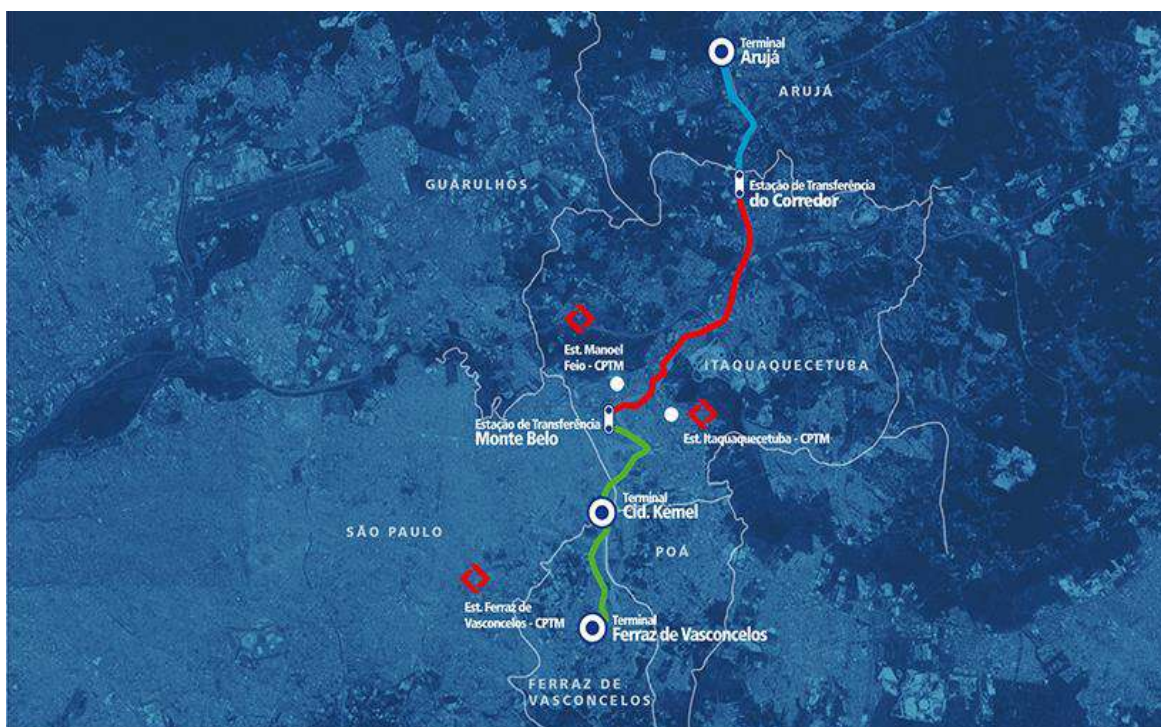 Terminal
Arujá
ARUJÁ
GUARULHOS
Estação de Transferência
do Corredor
Est. Manoel
Feio - CPTM
ITAQUAQUECETUBA
Estação de Transferência
Monte Belo
Est. Itaquaquecetuba - CPTM
Terminal
Cid. Kemel
SÃO PAULO
POÁ
Est. Ferraz de
Vasconcelos - CPTM
Terminal
Ferraz de Vasconcelos
FERRAZ DE
VASCONCELOS